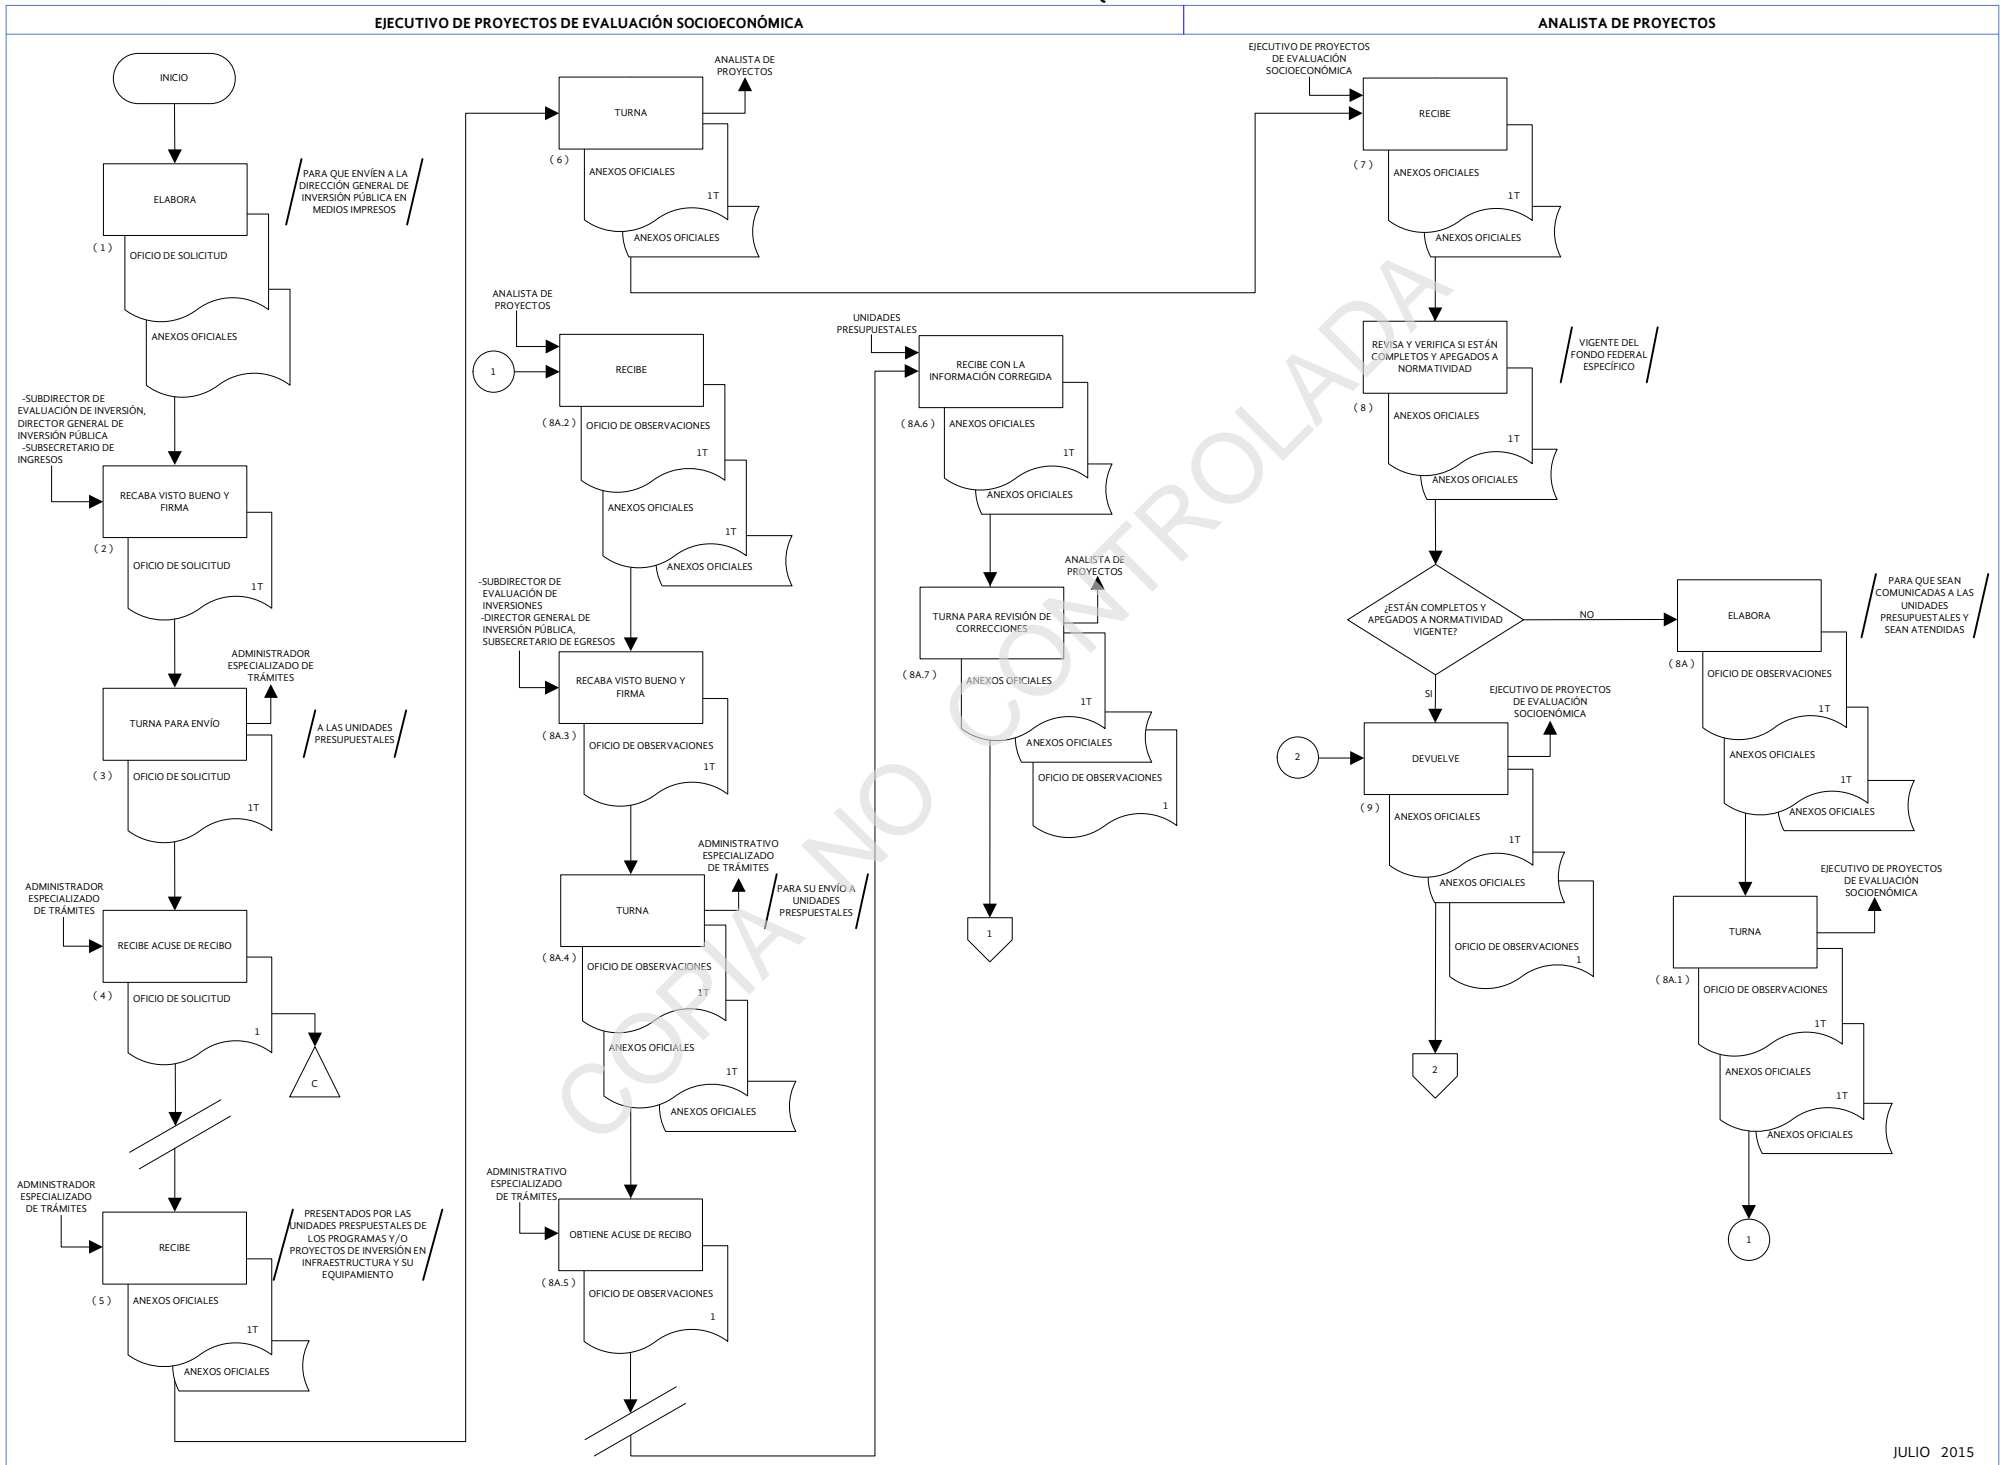 EJECUTIVO DE PROYECTOS DE EVALUACIÓN SOCIOECONÓMICA
ANALISTA DE PROYECTOS
INICIO
ELABORA
PARA QUE ENVÍEN A LA
DIRECCIÓN GENERAL DE
INVERSIÓN PÚBLICA EN
MEDIOS IMPRESOS
( 1 )
OFICIO DE SOLICITUD
ANEXOS OFICIALES
-SUBDIRECTOR DE
EVALUACIÓN DE INVERSIÓN,
DIRECTOR GENERAL DE
INVERSIÓN PÚBLICA
-SUBSECRETARIO DE
INGRESOS
RECABA VISTO BUENO Y
FIRMA
( 2 )
OFICIO DE SOLICITUD
1T
ADMINISTRADOR
ESPECIALIZADO DE
TRÁMITES
TURNA PARA ENVÍO
A LAS UNIDADES
PRESUPUESTALES
( 3 )
OFICIO DE SOLICITUD
1T
ADMINISTRADOR
ESPECIALIZADO
DE TRÁMITES
RECIBE ACUSE DE RECIBO
( 4 )
OFICIO DE SOLICITUD
1
C
ADMINISTRADOR
ESPECIALIZADO
DE TRÁMITES
RECIBE
PRESENTADOS POR LAS
UNIDADES PRESPUESTALES DE
LOS PROGRAMAS Y/O
PROYECTOS DE INVERSIÓN EN
INFRAESTRUCTURA Y SU
EQUIPAMIENTO
( 5 )
ANEXOS OFICIALES
1T
ANEXOS OFICIALES
ANALISTA DE
PROYECTOS
TURNA
( 6 )
ANEXOS OFICIALES
1T
ANEXOS OFICIALES
ANALISTA DE
PROYECTOS
1
RECIBE
( 8A.2 )
OFICIO DE OBSERVACIONES
1T
ANEXOS OFICIALES
1T
ANEXOS OFICIALES
-SUBDIRECTOR DE
EVALUACIÓN DE
INVERSIONES
-DIRECTOR GENERAL DE
INVERSIÓN PÚBLICA,
SUBSECRETARIO DE EGRESOS
RECABA VISTO BUENO Y
FIRMA
( 8A.3 )
OFICIO DE OBSERVACIONES
1T
ADMINISTRATIVO
ESPECIALIZADO
DE TRÁMITES
TURNA
PARA SU ENVÍO A
UNIDADES
PRESPUESTALES
( 8A.4 )
OFICIO DE OBSERVACIONES
1T
ANEXOS OFICIALES
1T
ANEXOS OFICIALES
ADMINISTRATIVO
ESPECIALIZADO
DE TRÁMITES
OBTIENE ACUSE DE RECIBO
( 8A.5 )
OFICIO DE OBSERVACIONES
1
UNIDADES
PRESUPUESTALES
RECIBE CON LA
INFORMACIÓN CORREGIDA
( 8A.6 )
ANEXOS OFICIALES
1T
ANEXOS OFICIALES
ANALISTA DE
PROYECTOS
TURNA PARA REVISIÓN DE
CORRECCIONES
( 8A.7 )
ANEXOS OFICIALES
1T
ANEXOS OFICIALES
OFICIO DE OBSERVACIONES
1
1
EJECUTIVO DE PROYECTOS
DE EVALUACIÓN
SOCIOECONÓMICA
RECIBE
( 7 )
ANEXOS OFICIALES
1T
ANEXOS OFICIALES
REVISA Y VERIFICA SI ESTÁN
COMPLETOS Y APEGADOS A
NORMATIVIDAD
VIGENTE DEL
FONDO FEDERAL
ESPECÍFICO
( 8 )
ANEXOS OFICIALES
1T
ANEXOS OFICIALES
¿ESTÁN COMPLETOS Y
APEGADOS A NORMATIVIDAD
VIGENTE?
NO
SI
EJECUTIVO DE PROYECTOS
DE EVALUACIÓN
SOCIOENÓMICA
2
DEVUELVE
( 9 )
ANEXOS OFICIALES
1T
ANEXOS OFICIALES
OFICIO DE OBSERVACIONES
1
2
ELABORA
PARA QUE SEAN
COMUNICADAS A LAS
UNIDADES
PRESUPUESTALES Y
SEAN ATENDIDAS
( 8A )
OFICIO DE OBSERVACIONES
1T
ANEXOS OFICIALES
1T
ANEXOS OFICIALES
EJECUTIVO DE PROYECTOS
DE EVALUACIÓN
SOCIOENÓMICA
TURNA
( 8A.1 )
OFICIO DE OBSERVACIONES
1T
ANEXOS OFICIALES
1T
ANEXOS OFICIALES
1
COPIA NO CONTROLADA
JULIO 2015